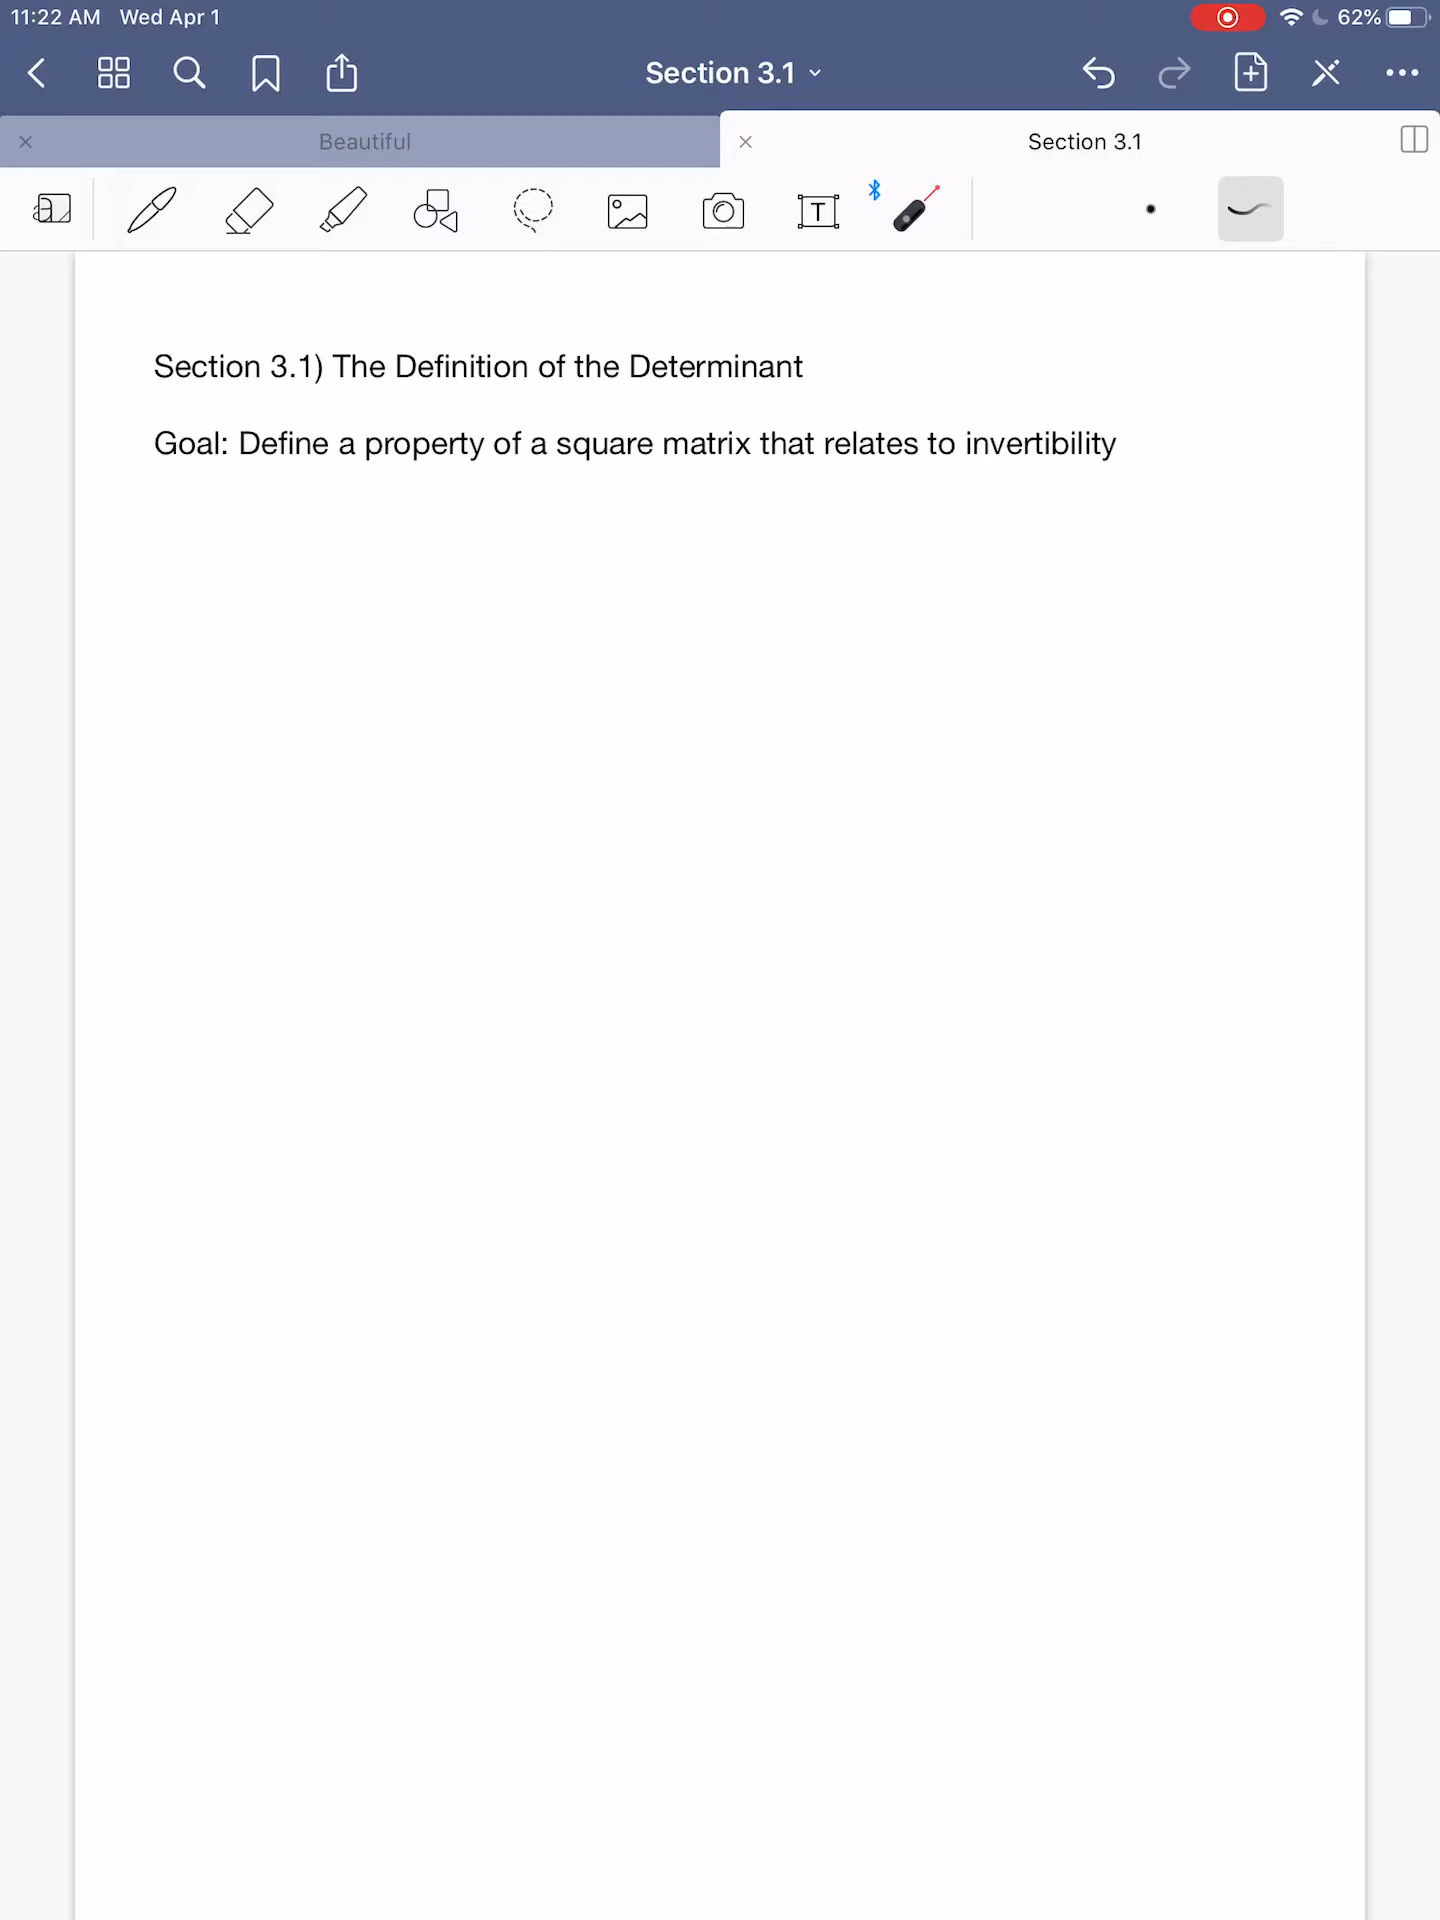 11:22 AM Wed Apr 1 62%
Section 3.1
Beautiful Section 3.1
T
Section 3.1) The Definition of the Determinant
Goal: Define a property of a square matrix that relates to invertibility